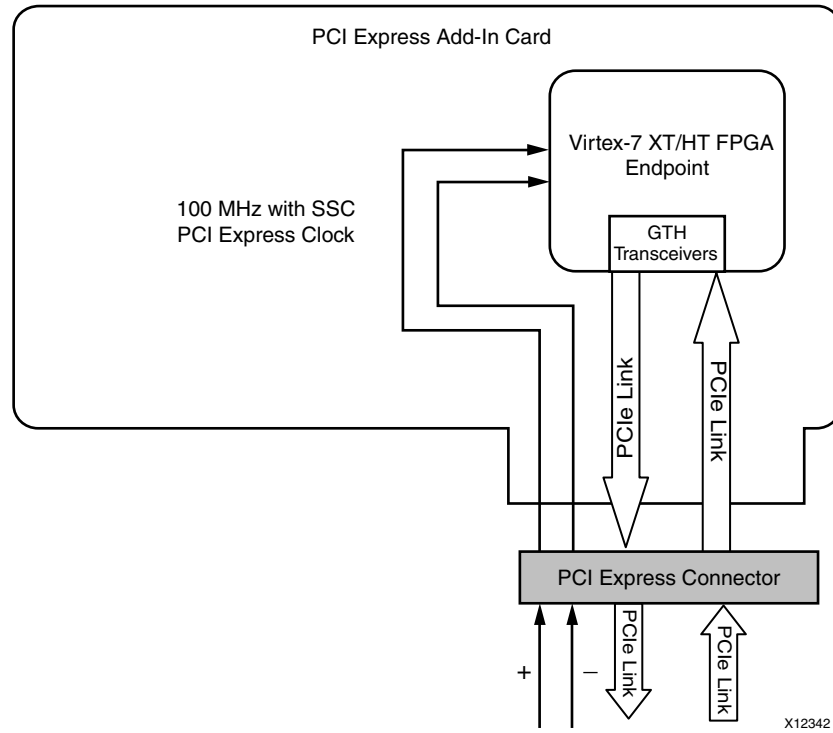 PCI Express Add-In Card
Virtex-7 XT/HT FPGA
Endpoint
100 MHz with SSC
PCI Express Clock
GTH
Transceivers
PCIe Link
PCIe Link
PCI Express Connector
+
−
PCIe Link
PCIe Link
X12342